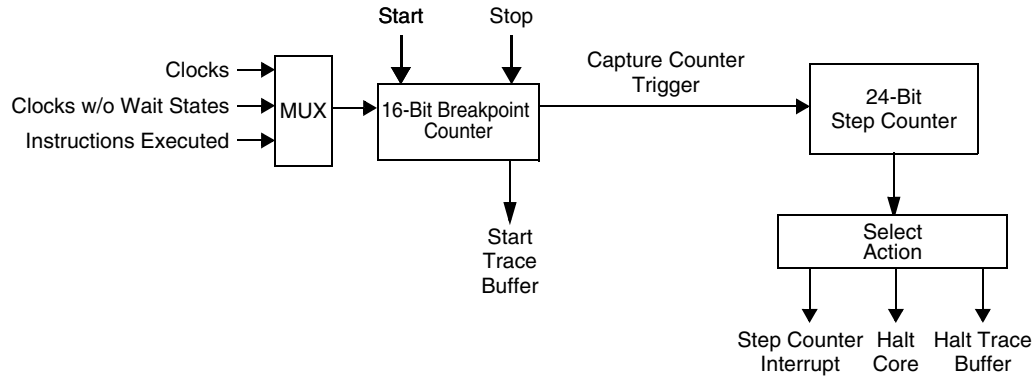 Start
Stop
Clocks
Clocks w/o Wait States
Instructions Executed
MUX
16-Bit Breakpoint
Counter
Capture Counter
Trigger
24-Bit
Step Counter
Start
Trace
Buffer
Select
Action
Step Counter
Interrupt
Halt
Core
Halt Trace
Buffer